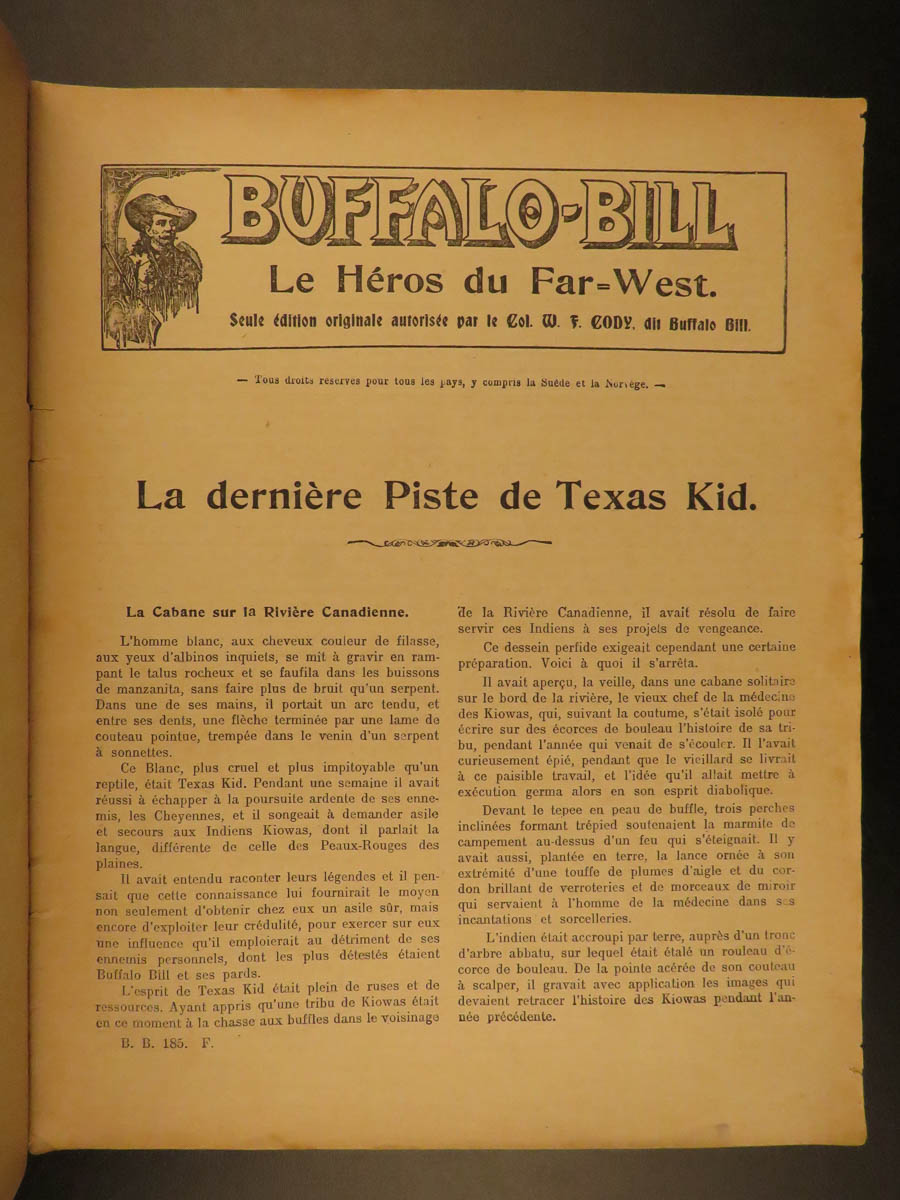 BUFFALO-BILL
Le Héros du Far=West.
Seule édition originale autorisée par le Col. W. F. CODY, dit Buffalo Bill.
— Tous droits réservés pour tous les pays, y compris la Suède et la Norvège. —
La dernière Piste de Texas Kid.
La Cabane sur la Rivière Canadienne.
L'homme blanc, aux cheveux couleur de filasse,
aux yeux d'albinos inquiets, se mit à gravir en ram-
pant le talus rocheux et se faufila dans les buissons
de manzanita, sans faire plus de bruit qu'un serpent.
Dans une de ses mains, il portait un arc tendu, et
entre ses dents, une flèche terminée par une lame de
couteau pointue, trempée dans le venin d'un serpent
à sonnettes.
Ce Blanc, plus cruel et plus impitoyable qu'un
reptile, était Texas Kid. Pendant une semaine il avait
réussi à échapper à la poursuite ardente de ses enne-
mis, les Cheyennes, et il songeait à demander asile
et secours aux Indiens Kiowas, dont il parlait la
langue, différente de celle des Peaux-Rouges des
plaines.
Il avait entendu raconter leurs légendes et il pen-
sait que cette connaissance lui fournirait le moyen
non seulement d'obtenir chez eux un asile sûr, mais
encore d'exploiter leur crédulité, pour exercer sur eux
une influence qu'il emploierait au détriment de ses
ennemis personnels, dont les plus détestés étaient
Buffalo Bill et ses pards.
L'esprit de Texas Kid était plein de ruses et de
ressources. Ayant appris qu'une tribu de Kiowas était
en ce moment à la chasse aux buffles dans le voisinage
B. B. 185. F.
de la Rivière Canadienne, il avait résolu de faire
servir ces Indiens à ses projets de vengeance.
Ce dessein perfide exigeait cependant une certaine
préparation. Voici à quoi il s'arrêta.
Il avait aperçu, la veille, dans une cabane solitaire
sur le bord de la rivière, le vieux chef de la médecine
des Kiowas, qui, suivant la coutume, s'était isolé pour
écrire sur des écorces de bouleau l'histoire de sa tri-
bu, pendant l'année qui venait de s'écouler. Il l'avait
curieusement épié, pendant que le vieillard se livrait
à ce paisible travail, et l'idée qu'il allait mettre à
exécution germa alors en son esprit diabolique.
Devant le tepee en peau de buffle, trois perches
inclinées formant trépied soutenaient la marmite de
campement au-dessus d'un feu qui s'éteignait. Il y
avait aussi, plantée en terre, la lance ornée à son
extrémité d'une touffe de plumes d'aigle et du cor-
don brillant de verroteries et de morceaux de miroir
qui servaient à l'homme de la médecine dans ses
incantations et sorcelleries.
L'indien était accroupi par terre, auprès d'un tronc
d'arbre abbatu, sur lequel était étalé un rouleau d'é-
corce de bouleau. De la pointe acérée de son couteau
à scalper, il gravait avec application les images qui
devaient retracer l'histoire des Kiowas pendant l'an-
née précédente.